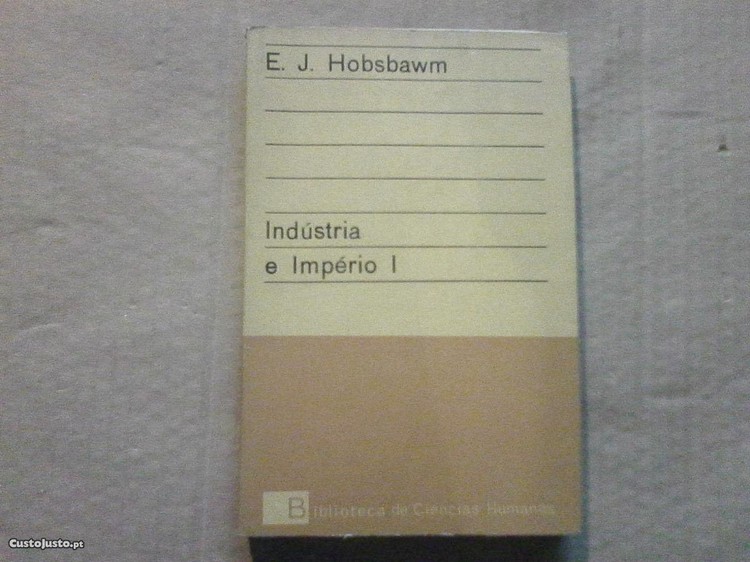 E. J. Hobsbawm
Indústria
e Império I
Biblioteca de Ciências Humanas
CustoJusto.pt